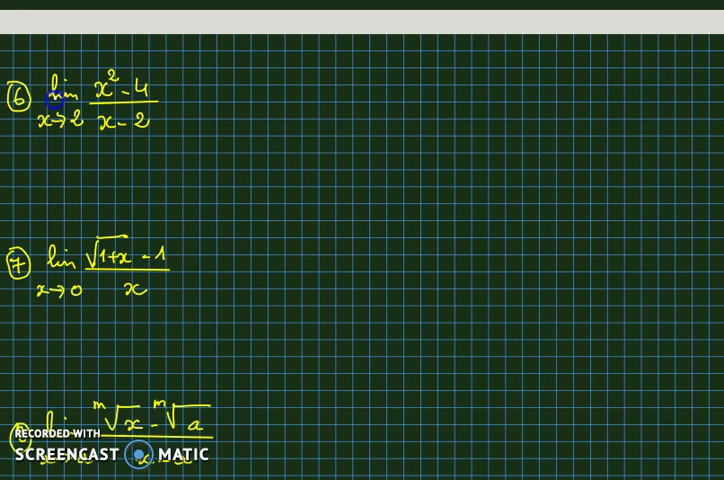 ⑥ lim x² - 4
x→2 x - 2
⑦ lim √1+x - 1
x→0 x
ᵐ√x - ᵐ√a
RECORDED WITH
SCREENCAST MATIC